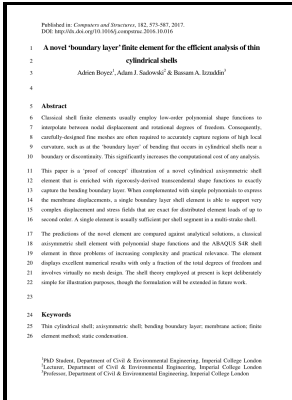 Published in: Computers and Structures, 182, 573-587, 2017.
DOI: http://dx.doi.org/10.1016/j.compstruc.2016.10.016
1 A novel 'boundary layer' finite element for the efficient analysis of thin
2 cylindrical shells
3 Adrien Boyez1, Adam J. Sadowski2 & Bassam A. Izzuddin3
4
5 Abstract
6 Classical shell finite elements usually employ low-order polynomial shape functions to
7 interpolate between nodal displacement and rotational degrees of freedom. Consequently,
8 carefully-designed fine meshes are often required to accurately capture regions of high local
9 curvature, such as at the 'boundary layer' of bending that occurs in cylindrical shells near a
10 boundary or discontinuity. This significantly increases the computational cost of any analysis.
11 This paper is a 'proof of concept' illustration of a novel cylindrical axisymmetric shell
12 element that is enriched with rigorously-derived transcendental shape functions to exactly
13 capture the bending boundary layer. When complemented with simple polynomials to express
14 the membrane displacements, a single boundary layer shell element is able to support very
15 complex displacement and stress fields that are exact for distributed element loads of up to
16 second order. A single element is usually sufficient per shell segment in a multi-strake shell.
17 The predictions of the novel element are compared against analytical solutions, a classical
18 axisymmetric shell element with polynomial shape functions and the ABAQUS S4R shell
19 element in three problems of increasing complexity and practical relevance. The element
20 displays excellent numerical results with only a fraction of the total degrees of freedom and
21 involves virtually no mesh design. The shell theory employed at present is kept deliberately
22 simple for illustration purposes, though the formulation will be extended in future work.
23
24 Keywords
25 Thin cylindrical shell; axisymmetric shell; bending boundary layer; membrane action; finite
26 element method; static condensation.
1PhD Student, Department of Civil & Environmental Engineering, Imperial College London
2Lecturer, Department of Civil & Environmental Engineering, Imperial College London
3Professor, Department of Civil & Environmental Engineering, Imperial College London